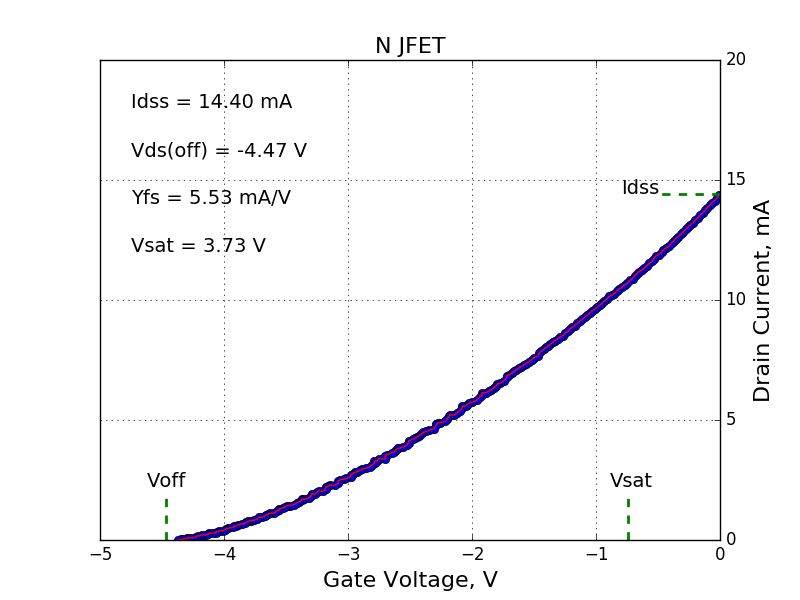 N JFET
Idss = 14.40 mA
Vds(off) = -4.47 V
Yfs = 5.53 mA/V
Vsat = 3.73 V
Idss
Voff
Vsat
20
15
10
5
0
Drain Current, mA
−5
−4
−3
−2
−1
0
Gate Voltage, V